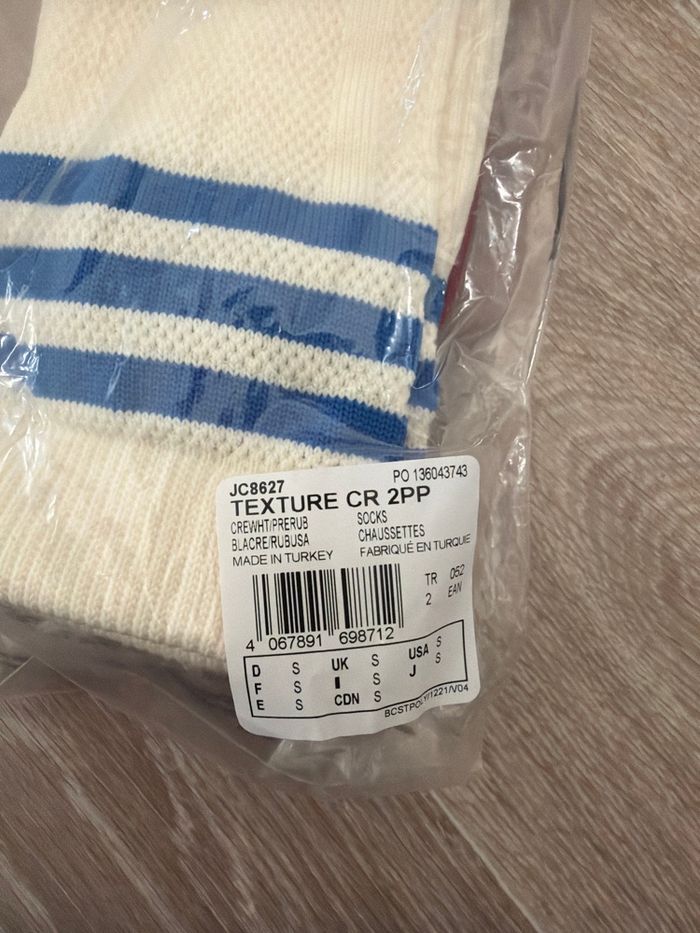 JC8627 PO 136043743
TEXTURE CR 2PP
CREWHT/PRERUB SOCKS
BLACRE/RUBUSA CHAUSSETTES
MADE IN TURKEY FABRIQUÉ EN TURQUIE
TR 052
2 EAN
4 067891 698712
D S UK S USA S
F S I S J S
E S CDN S
BCSTPOLY/1221/V04